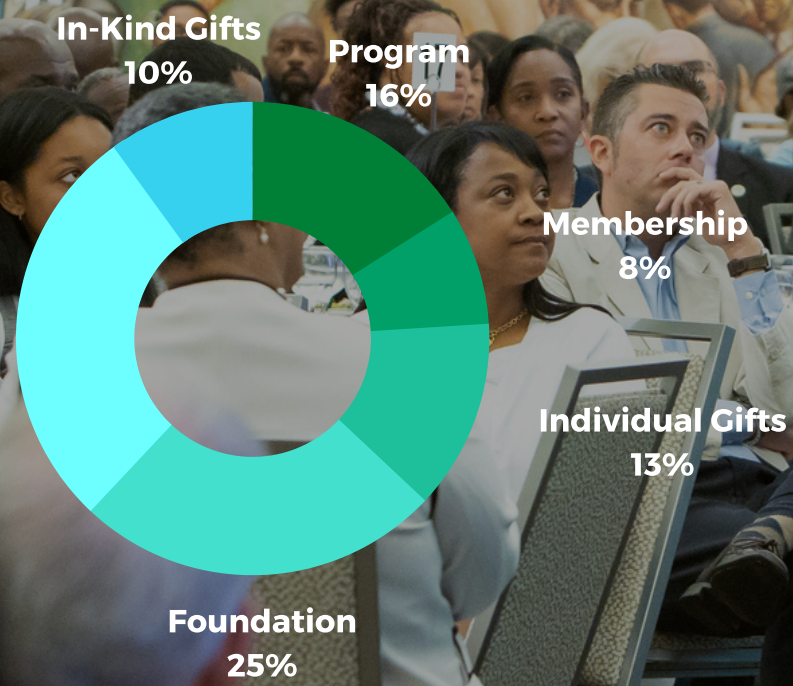 In-Kind Gifts
10%
Program
16%
Membership
8%
Individual Gifts
13%
Foundation
25%